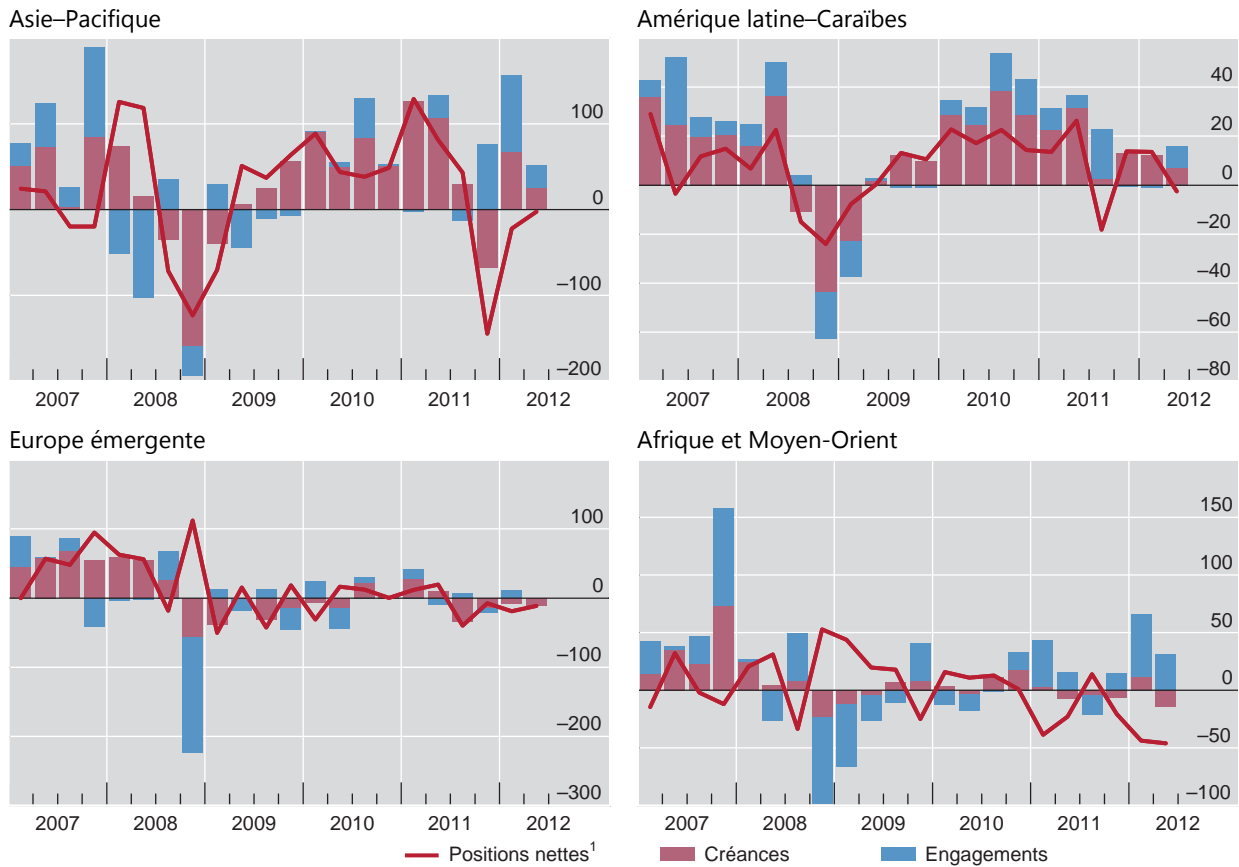 Asie–Pacifique
100
0
–100
–200
2007 2008 2009 2010 2011 2012
Amérique latine–Caraïbes
40
20
0
–20
–40
–60
–80
2007 2008 2009 2010 2011 2012
Europe émergente
100
0
–100
–200
–300
2007 2008 2009 2010 2011 2012
Afrique et Moyen-Orient
150
100
50
0
–50
–100
2007 2008 2009 2010 2011 2012
Positions nettes¹ Créances Engagements